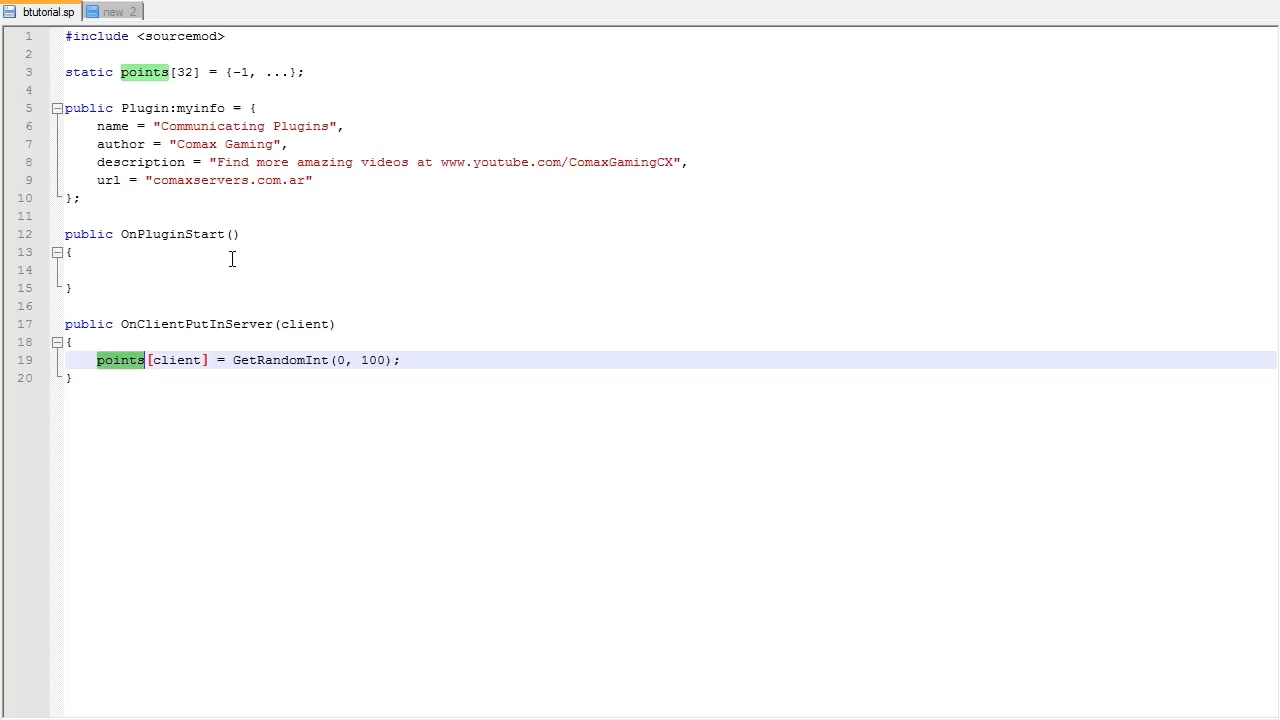 btutorial.sp new 2
1 #include <sourcemod>
2
3 static points[32] = {-1, ...};
4
5 public Plugin:myinfo = {
6 name = "Communicating Plugins",
7 author = "Comax Gaming",
8 description = "Find more amazing videos at www.youtube.com/ComaxGamingCX",
9 url = "comaxservers.com.ar"
10 };
11
12 public OnPluginStart()
13 {
14
15 }
16
17 public OnClientPutInServer(client)
18 {
19 points[client] = GetRandomInt(0, 100);
20 }